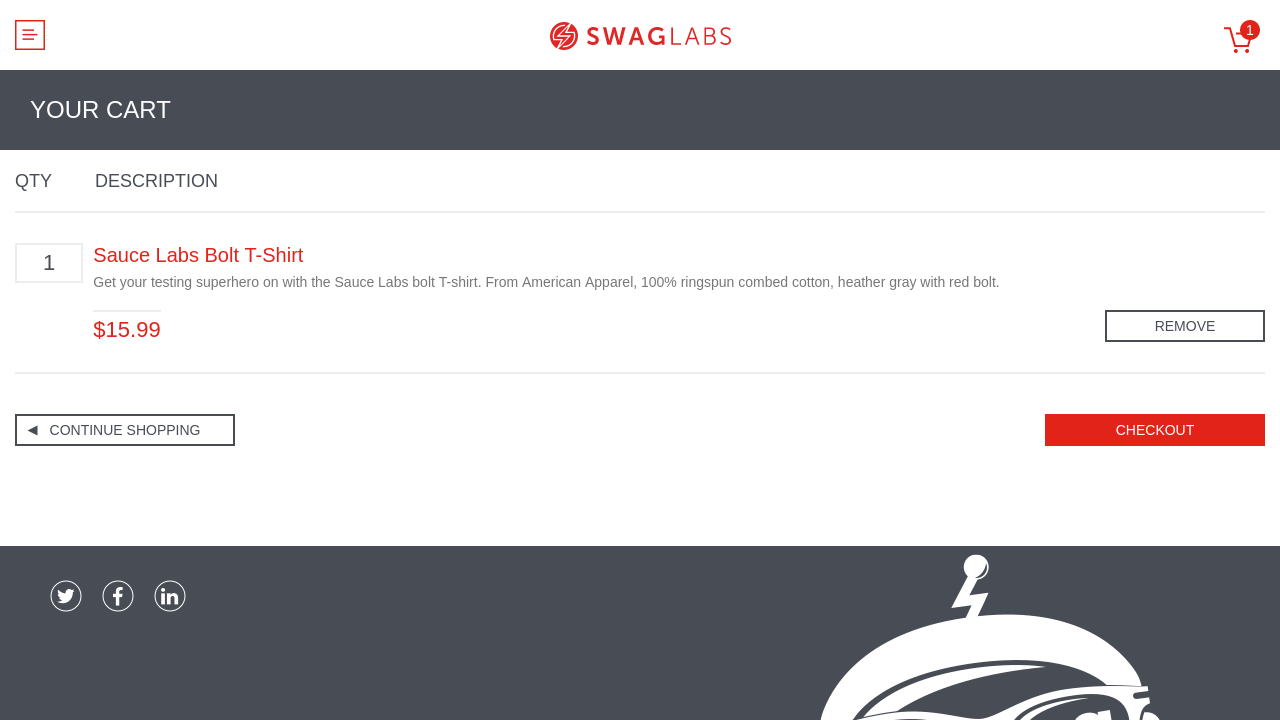 SWAGLABS
1
YOUR CART
QTY DESCRIPTION
1
Sauce Labs Bolt T-Shirt
Get your testing superhero on with the Sauce Labs bolt T-shirt. From American Apparel, 100% ringspun combed cotton, heather gray with red bolt.
$15.99
REMOVE
CONTINUE SHOPPING
CHECKOUT